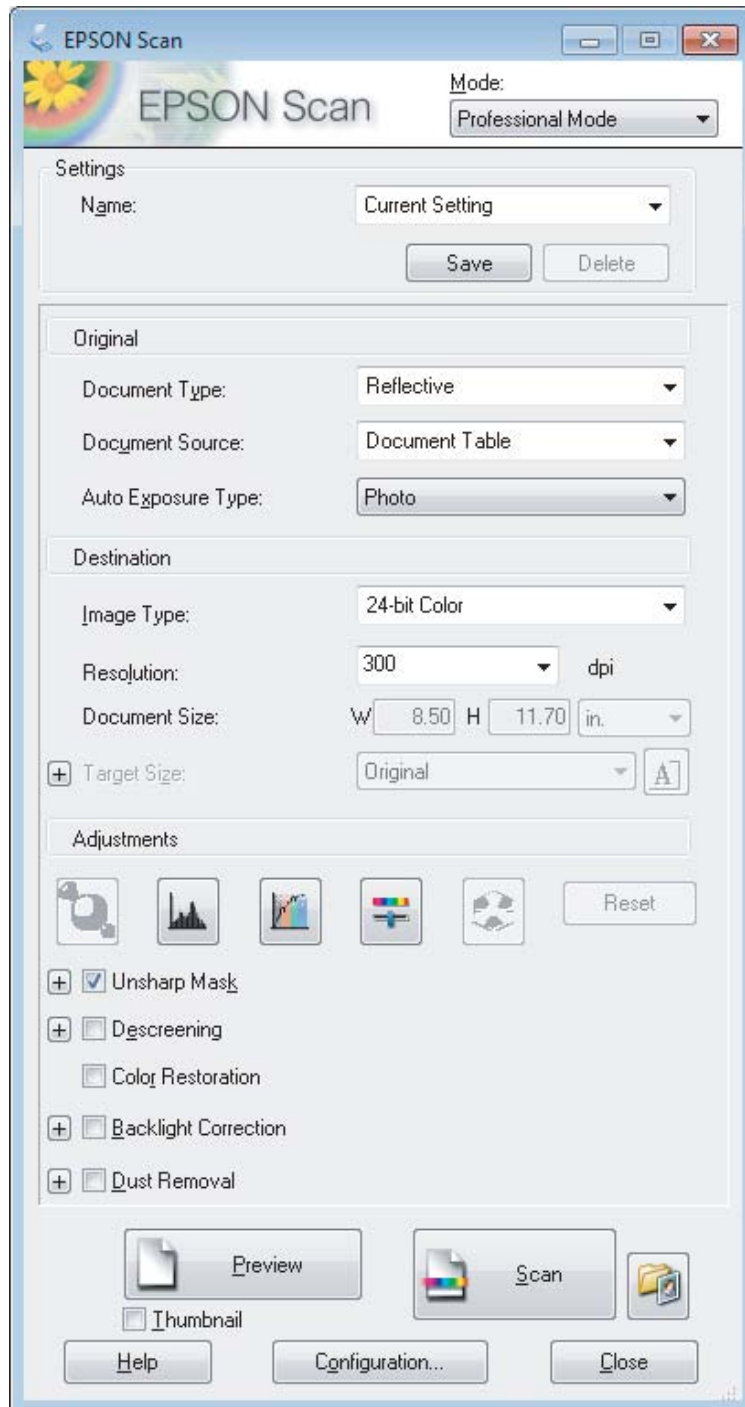 EPSON Scan
EPSON Scan
Mode:
Professional Mode
Settings
Name: Current Setting
Save Delete
Original
Document Type: Reflective
Document Source: Document Table
Auto Exposure Type: Photo
Destination
Image Type: 24-bit Color
Resolution: 300 dpi
Document Size: W 8.50 H 11.70 in.
Target Size: Original A
Adjustments
Reset
Unsharp Mask
Descreening
Color Restoration
Backlight Correction
Dust Removal
Preview Scan
Thumbnail
Help Configuration... Close